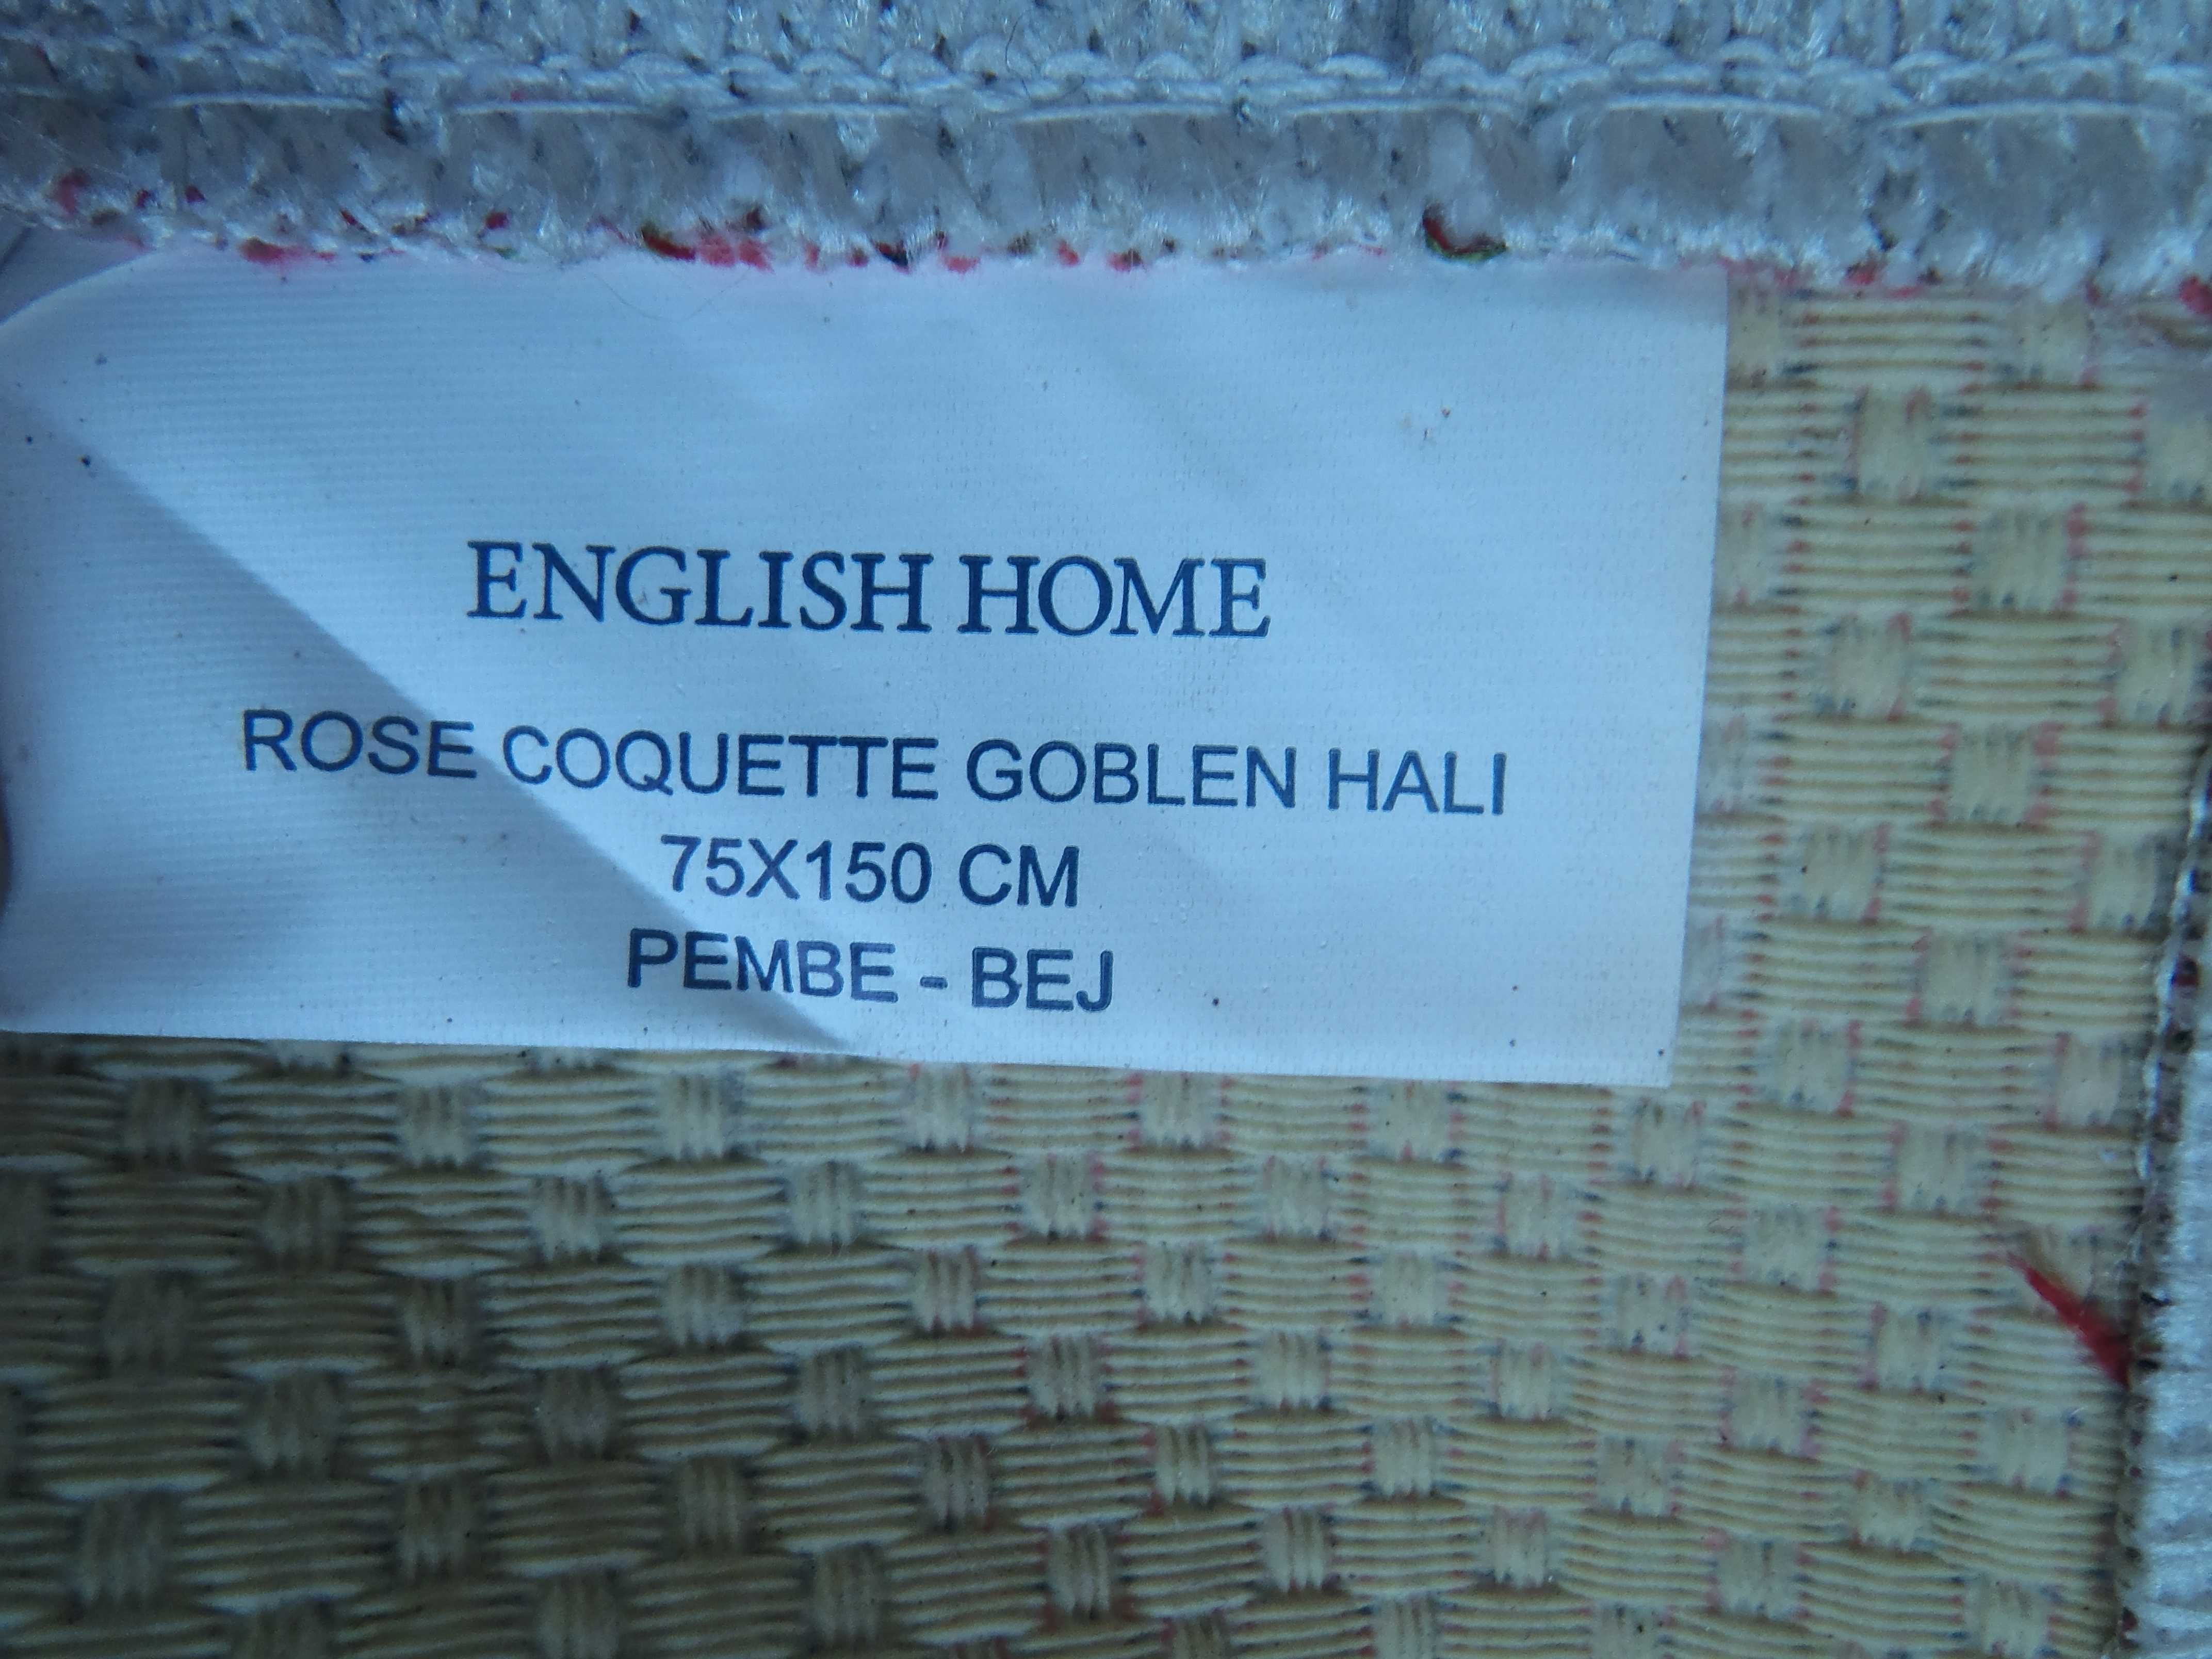 ENGLISH HOME
ROSE COQUETTE GOBLEN HALI
75X150 CM
PEMBE - BEJ